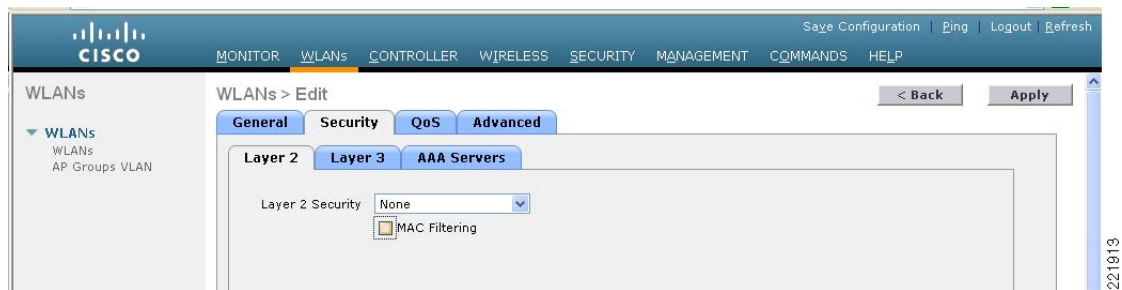 Save Configuration | Ping | Logout | Refresh
CISCO
MONITOR WLANs CONTROLLER WIRELESS SECURITY MANAGEMENT COMMANDS HELP
WLANs
WLANs > Edit
< Back
Apply
General Security QoS Advanced
WLANs
WLANs
AP Groups VLAN
Layer 2 Layer 3 AAA Servers
Layer 2 Security None
MAC Filtering
221913